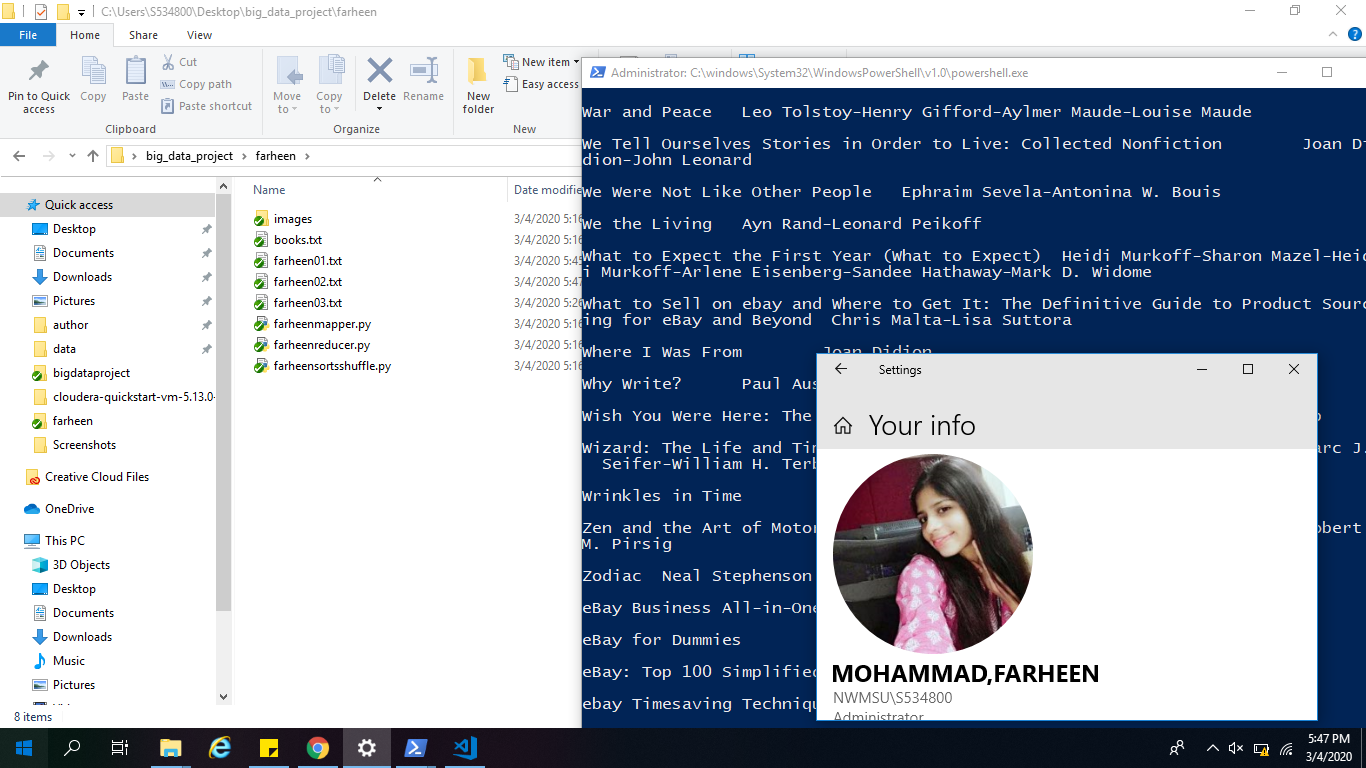 C:\Users\S534800\Desktop\big_data_project\farheen
File Home Share View
Pin to Quick access
Copy
Paste
Cut
Copy path
Paste shortcut
Clipboard
Move to
Copy to
Delete
Rename
Organize
New folder
New item
Easy access
New
big_data_project farheen
Quick access
Desktop
Documents
Downloads
Pictures
author
data
bigdataproject
cloudera-quickstart-vm-5.13.0-
farheen
Screenshots
Creative Cloud Files
OneDrive
This PC
3D Objects
Desktop
Documents
Downloads
Music
Pictures
8 items
Name Date modifie
images 3/4/2020 5:16
books.txt 3/4/2020 5:16
farheen01.txt 3/4/2020 5:45
farheen02.txt 3/4/2020 5:47
farheen03.txt 3/4/2020 5:26
farheenmapper.py 3/4/2020 5:16
farheenreducer.py 3/4/2020 5:16
farheensortsshuffle.py 3/4/2020 5:16
Administrator: C:\windows\System32\WindowsPowerShell\v1.0\powershell.exe
War and Peace Leo Tolstoy-Henry Gifford-Aylmer Maude-Louise Maude
We Tell Ourselves Stories in Order to Live: Collected Nonfiction Joan Di
dion-John Leonard
We Were Not Like Other People Ephraim Sevela-Antonina W. Bouis
We the Living Ayn Rand-Leonard Peikoff
What to Expect the First Year (What to Expect) Heidi Murkoff-Sharon Mazel-Heid
i Murkoff-Arlene Eisenberg-Sandee Hathaway-Mark D. Widome
What to Sell on ebay and Where to Get It: The Definitive Guide to Product Sourc
ing for eBay and Beyond Chris Malta-Lisa Suttora
Where I Was From Joan Didion
Why Write? Paul Aus
Wish You Were Here: The
Wizard: The Life and Tim arc J.
Seifer-William H. Terb
Wrinkles in Time
Zen and the Art of Motor obert
M. Pirsig
Zodiac Neal Stephenson
eBay Business All-in-One
eBay for Dummies
eBay: Top 100 Simplified
ebay Timesaving Techniqu
Settings
Your info
MOHAMMAD,FARHEEN
NWMSU\S534800
Administrator
5:47 PM
3/4/2020